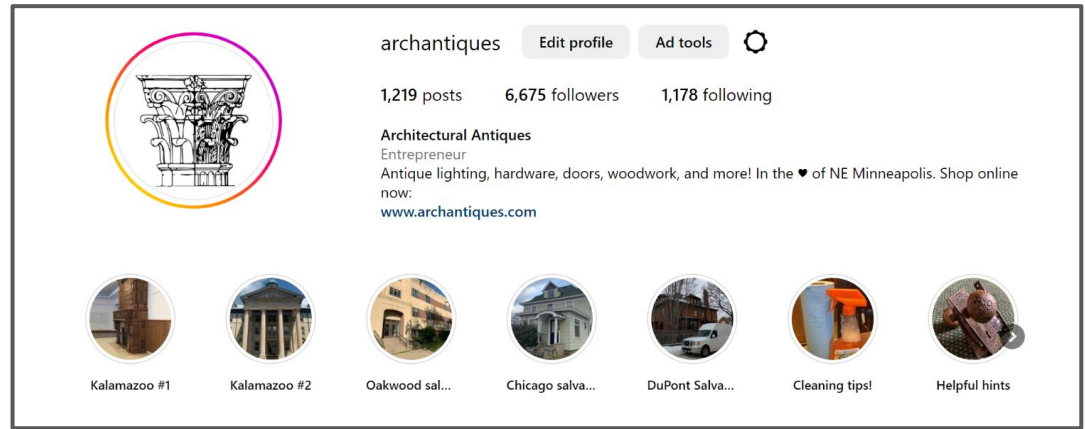 archantiques Edit profile Ad tools
1,219 posts 6,675 followers 1,178 following
Architectural Antiques
Entrepreneur
Antique lighting, hardware, doors, woodwork, and more! In the ♥ of NE Minneapolis. Shop online
now:
www.archantiques.com
Kalamazoo #1 Kalamazoo #2 Oakwood sal... Chicago salva... DuPont Salva... Cleaning tips! Helpful hints